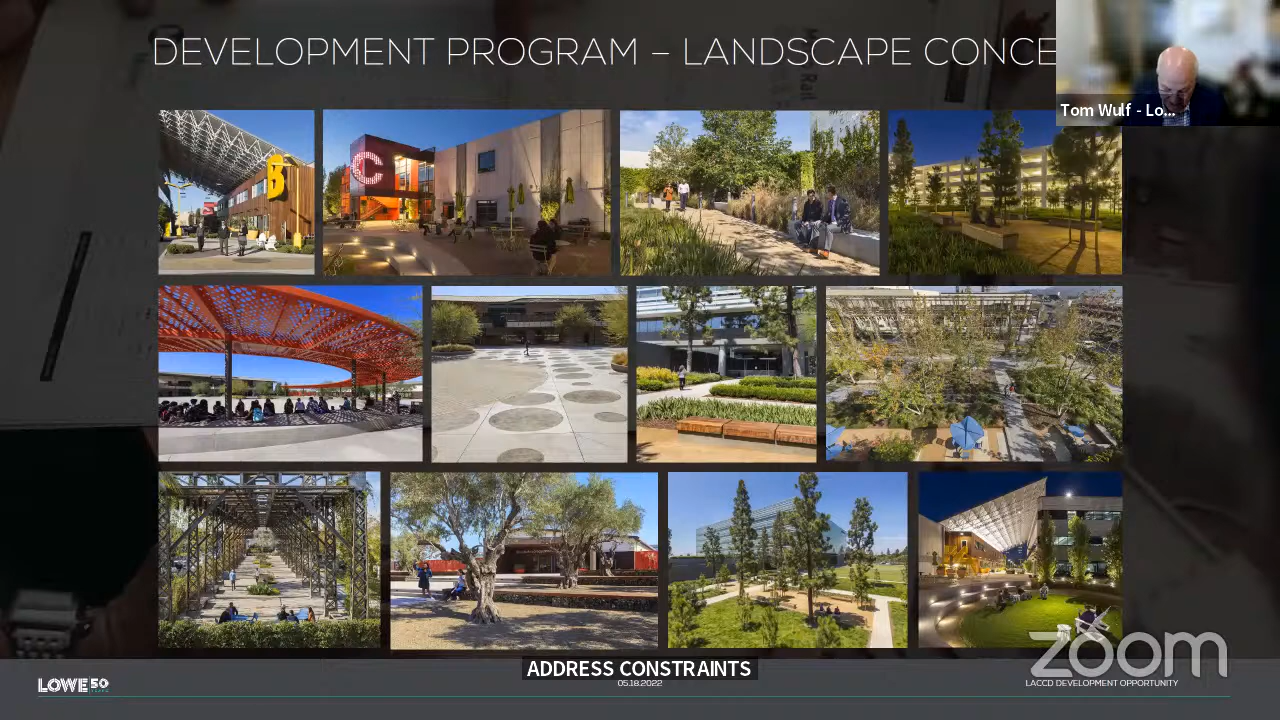 DEVELOPMENT PROGRAM – LANDSCAPE CONCE
Tom Wulf - Lo...
B
C
ADDRESS CONSTRAINTS
zoom
LOWE 50
05.18.2022
LACCD DEVELOPMENT OPPORTUNITY